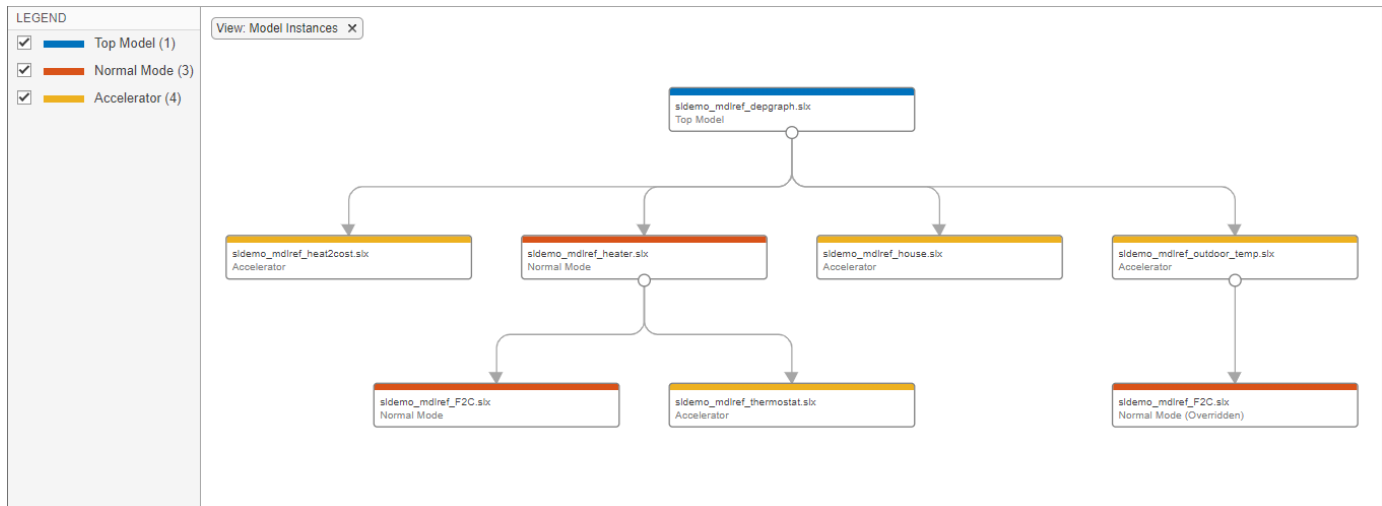 LEGEND
Top Model (1)
Normal Mode (3)
Accelerator (4)
View: Model Instances ×
sldemo_mdlref_depgraph.slx
Top Model
sldemo_mdlref_heat2cost.slx
Accelerator
sldemo_mdlref_heater.slx
Normal Mode
sldemo_mdlref_house.slx
Accelerator
sldemo_mdlref_outdoor_temp.slx
Accelerator
sldemo_mdlref_F2C.slx
Normal Mode
sldemo_mdlref_thermostat.slx
Accelerator
sldemo_mdlref_F2C.slx
Normal Mode (Overridden)